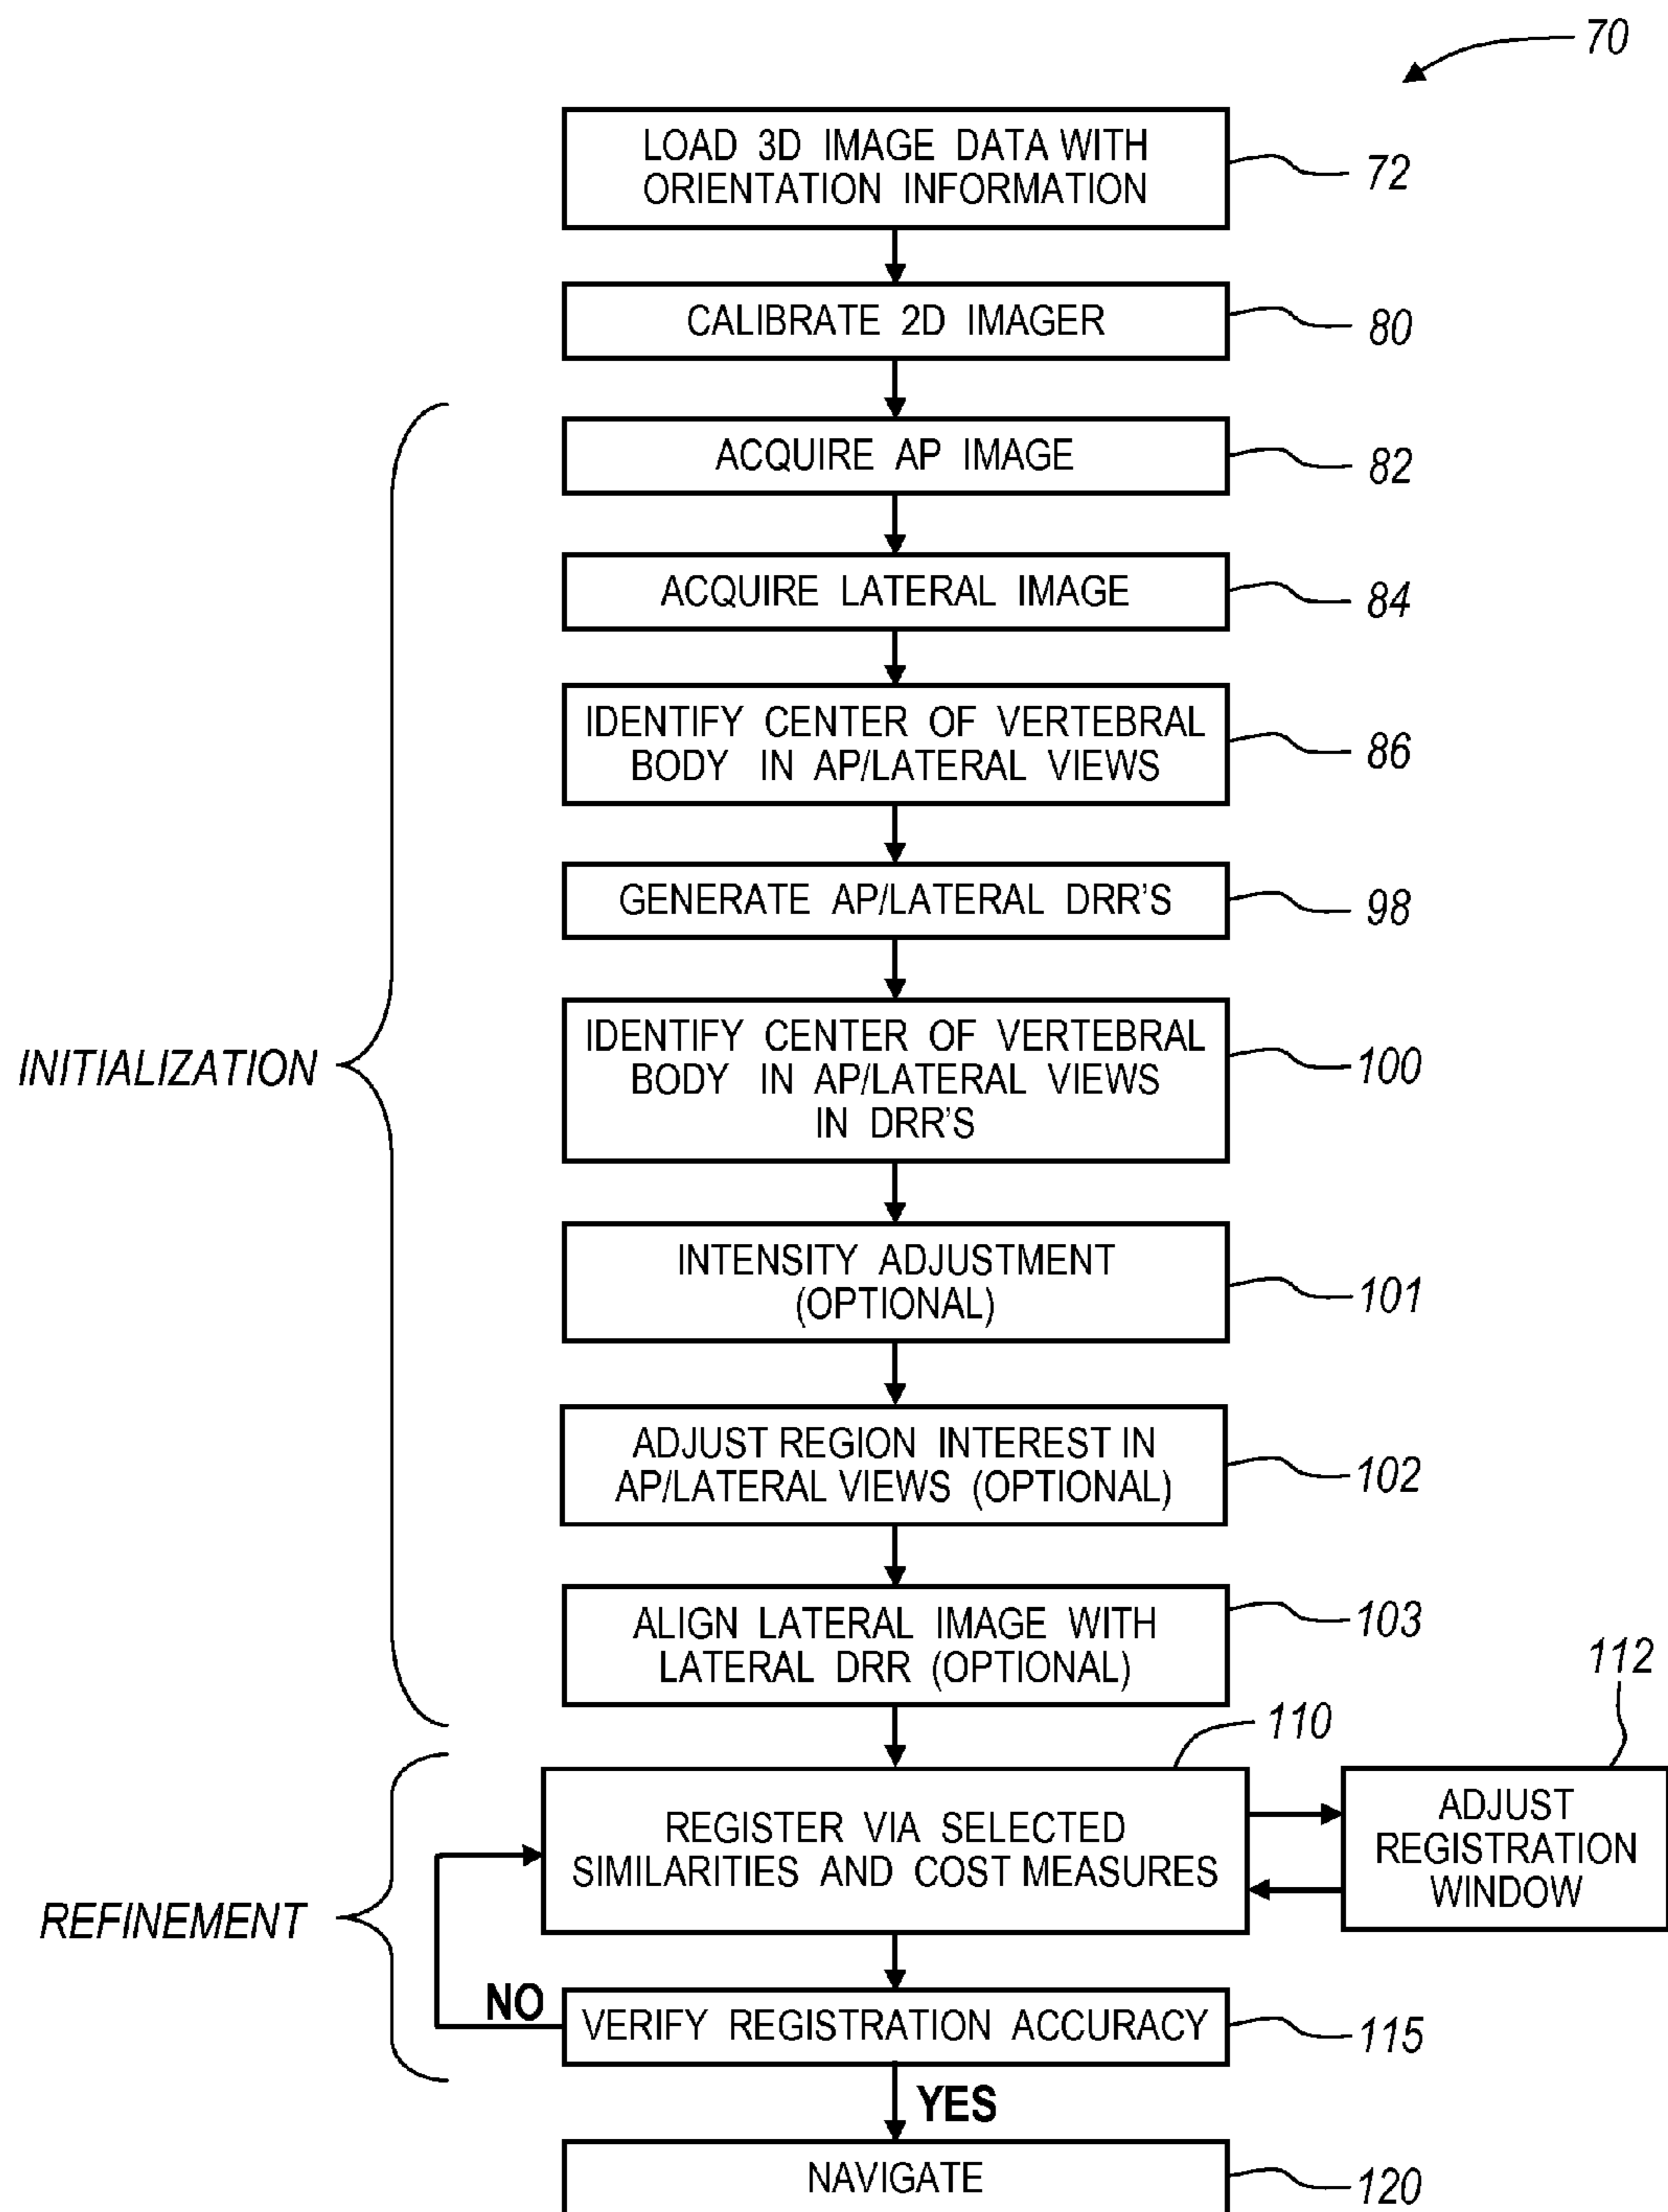 70
LOAD 3D IMAGE DATA WITH
ORIENTATION INFORMATION
72
CALIBRATE 2D IMAGER
80
ACQUIRE AP IMAGE
82
ACQUIRE LATERAL IMAGE
84
IDENTIFY CENTER OF VERTEBRAL
BODY IN AP/LATERAL VIEWS
86
GENERATE AP/LATERAL DRR'S
98
INITIALIZATION
IDENTIFY CENTER OF VERTEBRAL
BODY IN AP/LATERAL VIEWS
IN DRR'S
100
INTENSITY ADJUSTMENT
(OPTIONAL)
101
ADJUST REGION INTEREST IN
AP/LATERAL VIEWS (OPTIONAL)
102
ALIGN LATERAL IMAGE WITH
LATERAL DRR (OPTIONAL)
103
110
112
REGISTER VIA SELECTED
SIMILARITIES AND COST MEASURES
ADJUST
REGISTRATION
WINDOW
REFINEMENT
NO
VERIFY REGISTRATION ACCURACY
115
YES
NAVIGATE
120